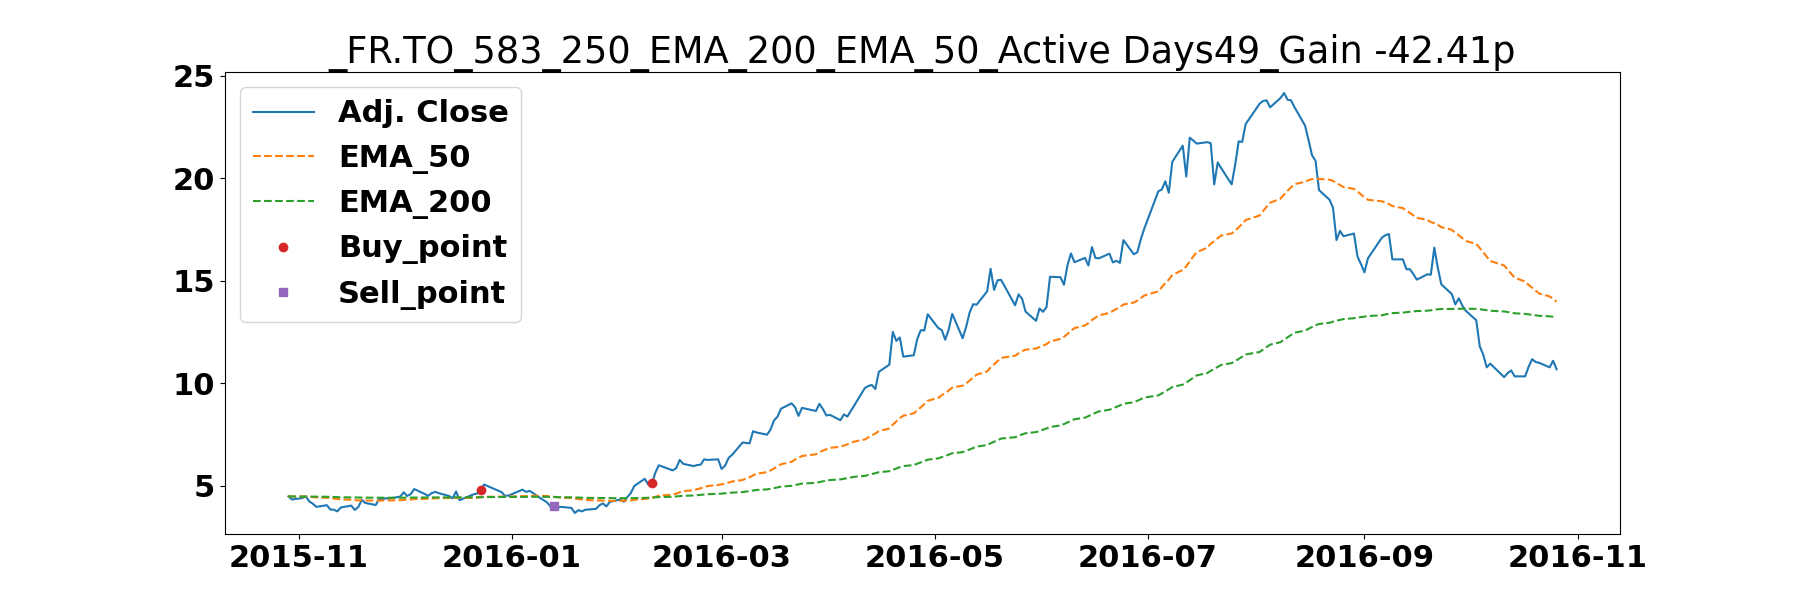 _FR.TO_583_250_EMA_200_EMA_50_Active Days49_Gain -42.41p
25
20
15
10
5
Adj. Close
EMA_50
EMA_200
Buy_point
Sell_point
2015-11 2016-01 2016-03 2016-05 2016-07 2016-09 2016-11